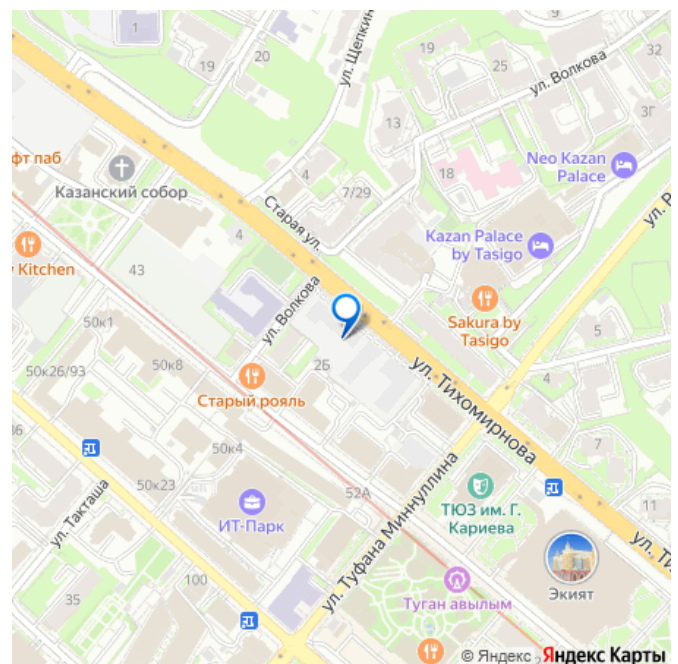 1
19
20
ул. Щепкин
19
25
ул. Волкова
32
3Г
13
фт паб
Казанский собор
4
7/29
18
Neo Kazan
Palace
Старая ул.
4
Kazan Palace
by Tasigo
ул. Р
y Kitchen
43
ул. Волкова
Sakura by
Tasigo
5
50к1
50к8
2Б
50к26/93
Старый рояль
ул. Тихомирнова
4
7
50к4
50к23
52А
ТЮЗ им. Г.
Кариева
11
ул. Такташа
ИТ-Парк
ул. Туфана Миннуллина
Экият
ул. Ти
100
35
Туган авылым
© Яндекс
Яндекс Карты